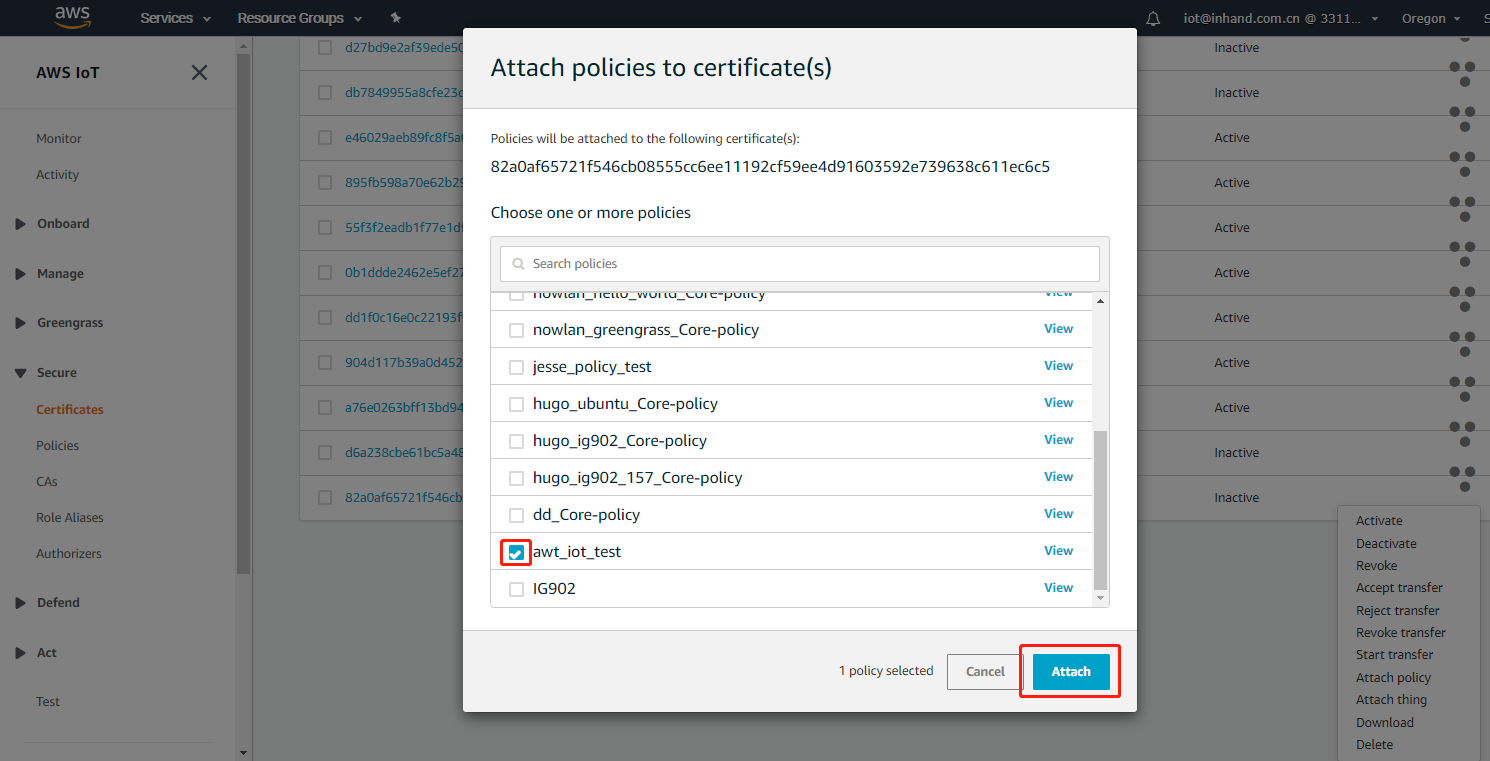 aws Services Resource Groups iot@inhand.com.cn @ 3311... Oregon S
AWS IoT
Monitor
Activity
Onboard
Manage
Greengrass
Secure
Certificates
Policies
CAs
Role Aliases
Authorizers
Defend
Act
Test
d27bd9e2af39ede50 Inactive
db7849955a8cfe23c Inactive
e46029aeb89fc8f5a Active
895fb598a70e62b29 Active
55f3f2eadb1f77e1d Active
0b1ddde2462e5ef27 Active
dd1f0c16e0c22193f Active
904d117b39a0d452 Active
a76e0263bff13bd94 Active
d6a238cbe61bc5a48 Inactive
82a0af65721f546cb Inactive
Attach policies to certificate(s)
Policies will be attached to the following certificate(s):
82a0af65721f546cb08555cc6ee11192cf59ee4d91603592e739638c611ec6c5
Choose one or more policies
Search policies
nowlan_hello_world_Core-policy View
nowlan_greengrass_Core-policy View
jesse_policy_test View
hugo_ubuntu_Core-policy View
hugo_ig902_Core-policy View
hugo_ig902_157_Core-policy View
dd_Core-policy View
awt_iot_test View
IG902 View
1 policy selected Cancel Attach
Activate
Deactivate
Revoke
Accept transfer
Reject transfer
Revoke transfer
Start transfer
Attach policy
Attach thing
Download
Delete